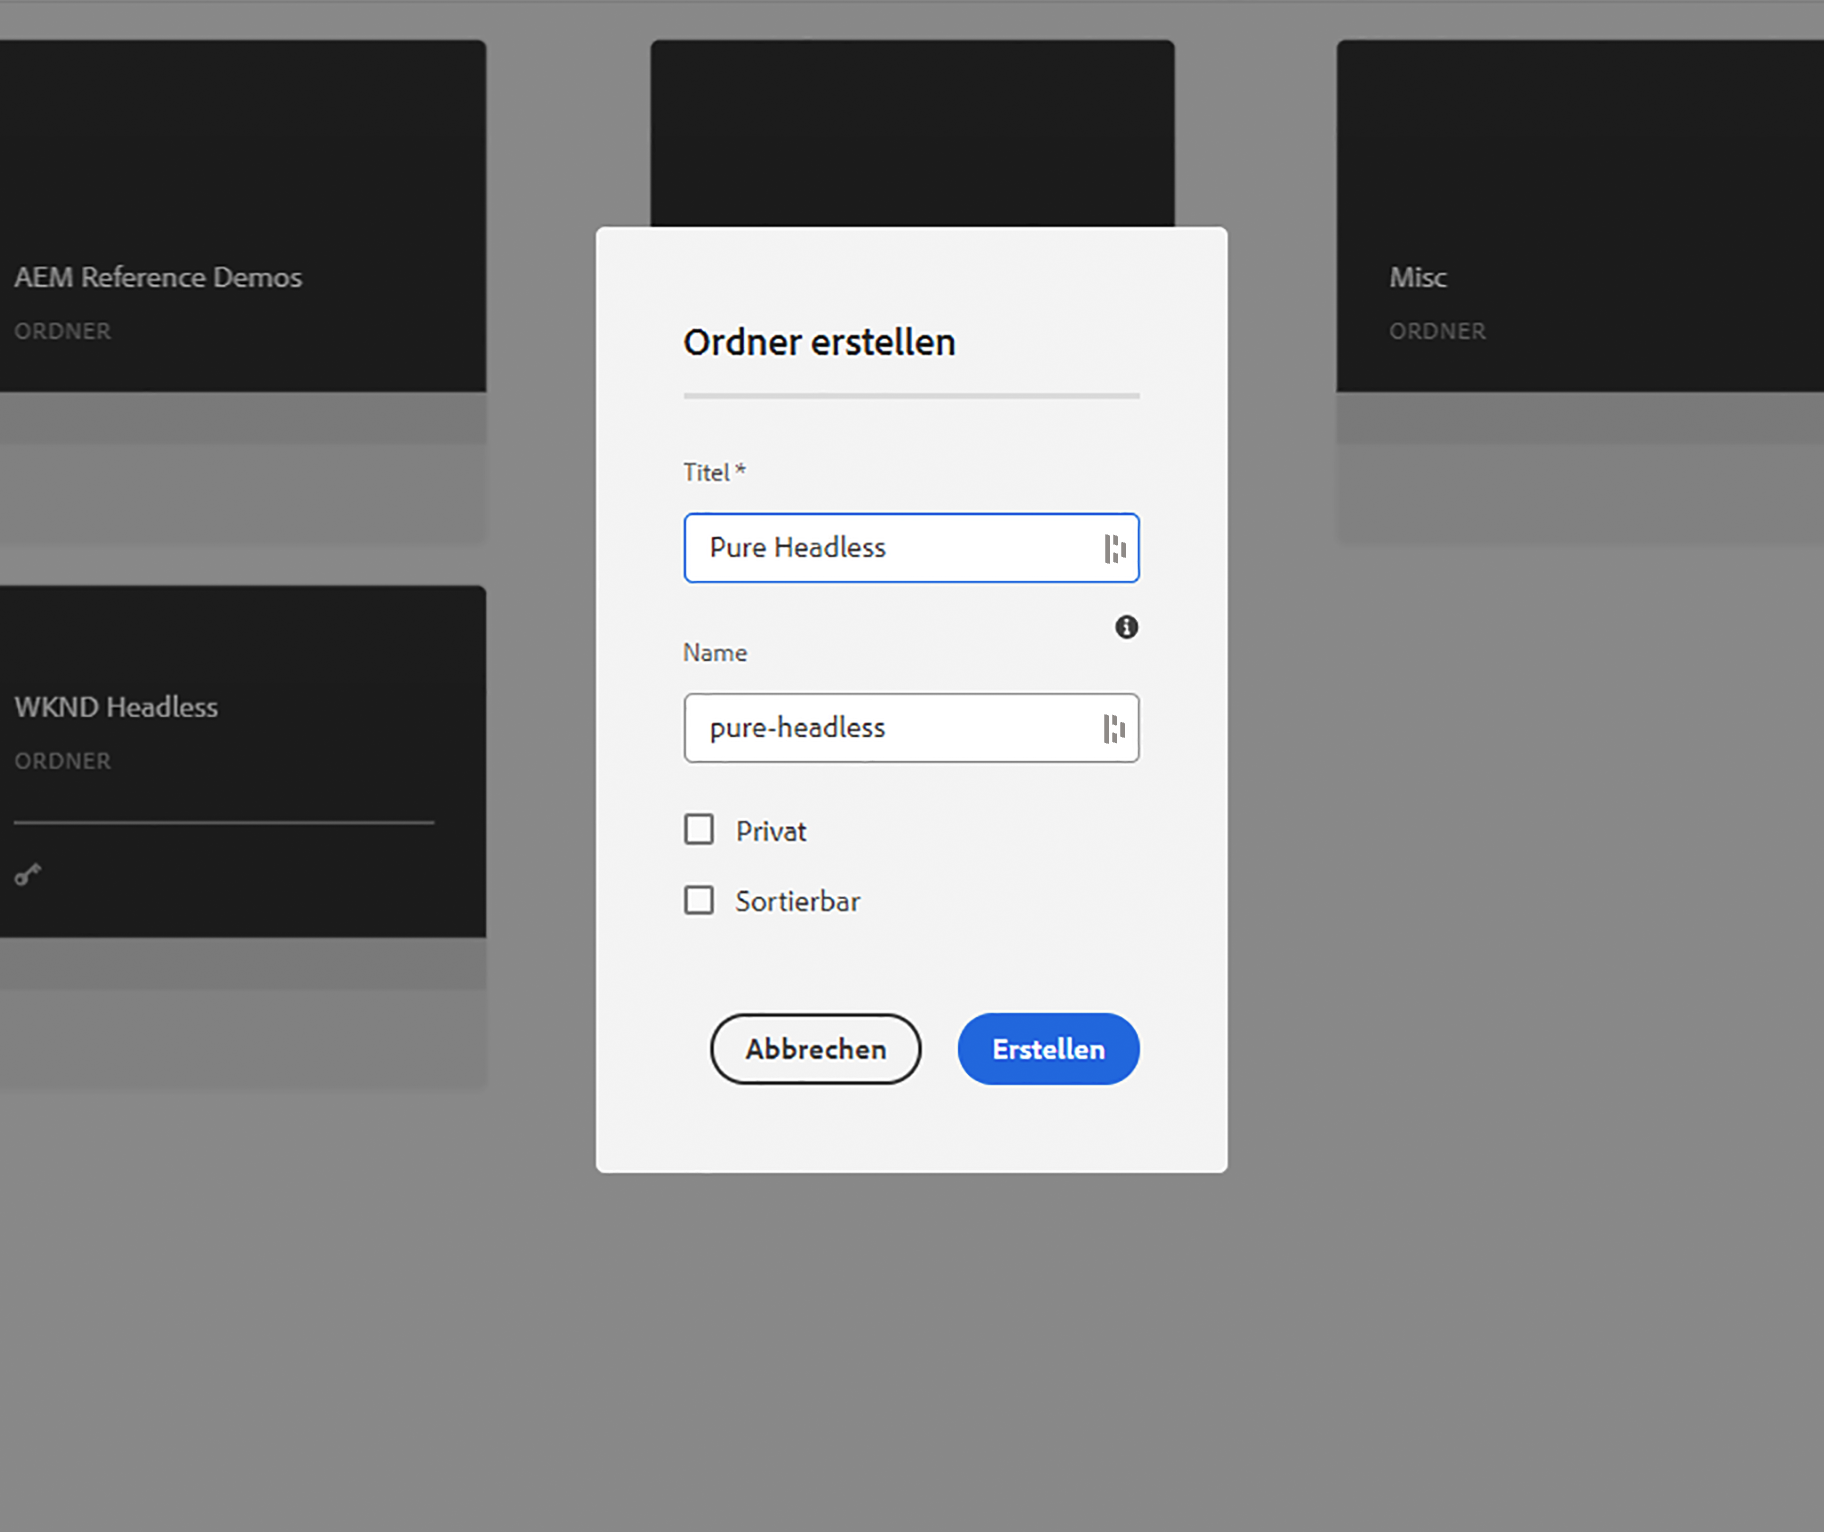 AEM Reference Demos
ORDNER
Misc
ORDNER
WKND Headless
ORDNER
Ordner erstellen
Titel *
Pure Headless
Name
pure-headless
Privat
Sortierbar
Abbrechen
Erstellen